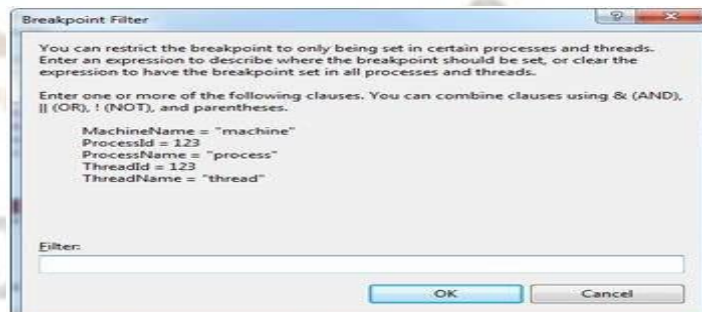 Breakpoint Filter
You can restrict the breakpoint to only being set in certain processes and threads.
Enter an expression to describe where the breakpoint should be set, or clear the
expression to have the breakpoint set in all processes and threads.
Enter one or more of the following clauses. You can combine clauses using & (AND),
|| (OR), ! (NOT), and parentheses.
MachineName = "machine"
ProcessId = 123
ProcessName = "process"
ThreadId = 123
ThreadName = "thread"
Filter:
OK Cancel